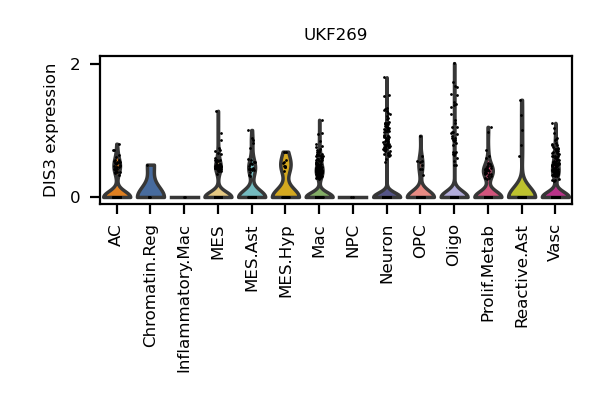 UKF269
DIS3 expression
2
0
AC
Chromatin.Reg
Inflammatory.Mac
MES
MES.Ast
MES.Hyp
Mac
NPC
Neuron
OPC
Oligo
Prolif.Metab
Reactive.Ast
Vasc